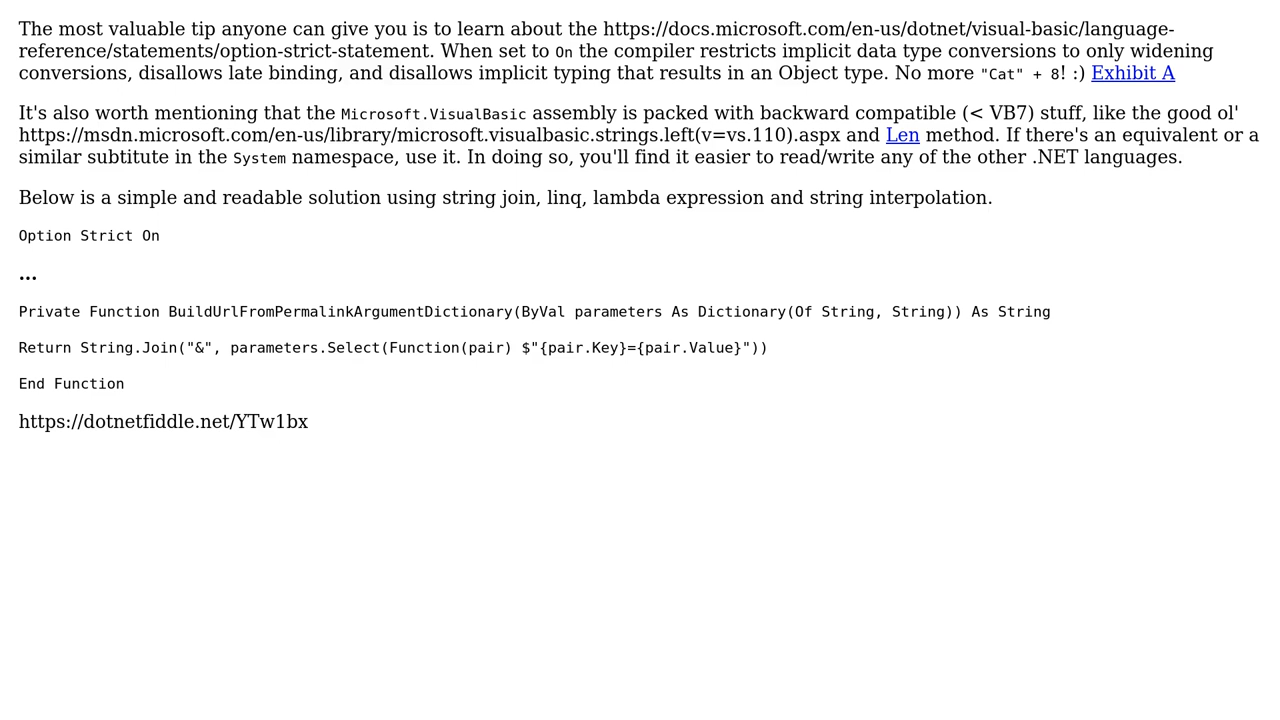 The most valuable tip anyone can give you is to learn about the https://docs.microsoft.com/en-us/dotnet/visual-basic/language-
reference/statements/option-strict-statement. When set to On the compiler restricts implicit data type conversions to only widening
conversions, disallows late binding, and disallows implicit typing that results in an Object type. No more "Cat" + 8! :) Exhibit A
It's also worth mentioning that the Microsoft.VisualBasic assembly is packed with backward compatible (< VB7) stuff, like the good ol'
https://msdn.microsoft.com/en-us/library/microsoft.visualbasic.strings.left(v=vs.110).aspx and Len method. If there's an equivalent or a
similar subtitute in the System namespace, use it. In doing so, you'll find it easier to read/write any of the other .NET languages.
Below is a simple and readable solution using string join, linq, lambda expression and string interpolation.
Option Strict On
...
Private Function BuildUrlFromPermalinkArgumentDictionary(ByVal parameters As Dictionary(Of String, String)) As String
Return String.Join("&", parameters.Select(Function(pair) $"{pair.Key}={pair.Value}"))
End Function
https://dotnetfiddle.net/YTw1bx